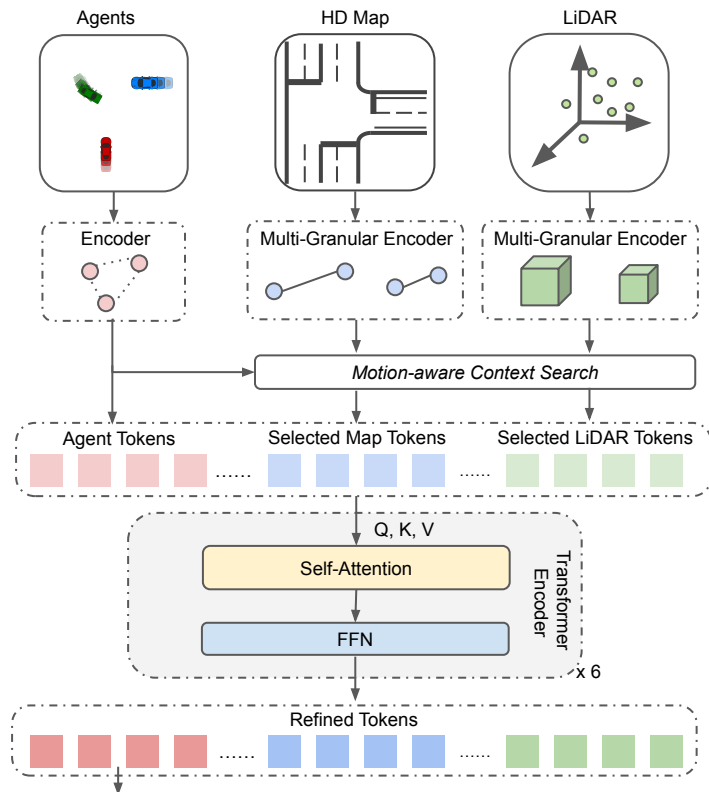 Agents
HD Map
LiDAR
Encoder
Multi-Granular Encoder
Multi-Granular Encoder
Motion-aware Context Search
Agent Tokens
Selected Map Tokens
Selected LiDAR Tokens
......
......
Q, K, V
Self-Attention
FFN
Transformer
Encoder
x 6
Refined Tokens
......
......